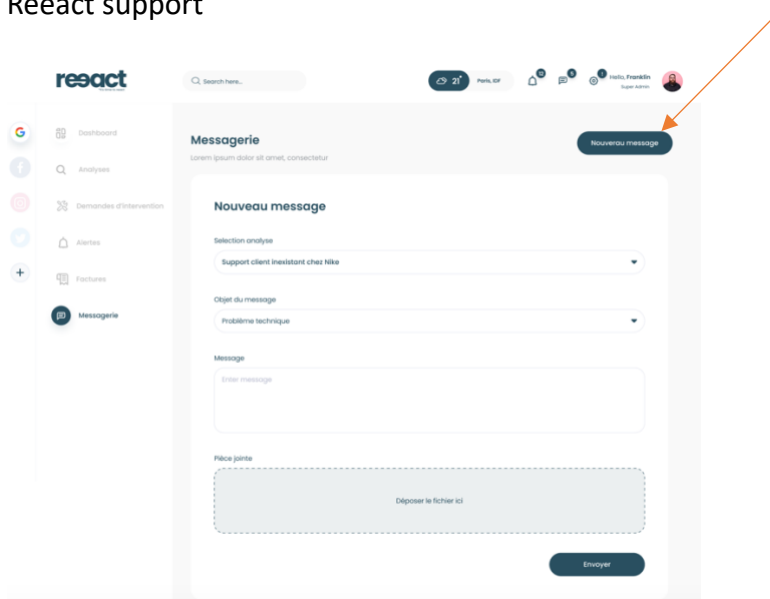 Reeact support
reeact
Search here...
21°
Paris, IDF
Hello, Franklin
Super Admin
Dashboard
Messagerie
Nouverau message
Lorem ipsum dolor sit amet, consectetur
Analyses
Demandes d'intervention
Nouveau message
Alertes
Selection analyse
Support client inexistant chez Nike
Factures
Objet du message
Messagerie
Problème technique
Message
Enter message
Pièce jointe
Déposer le fichier ici
Envoyer